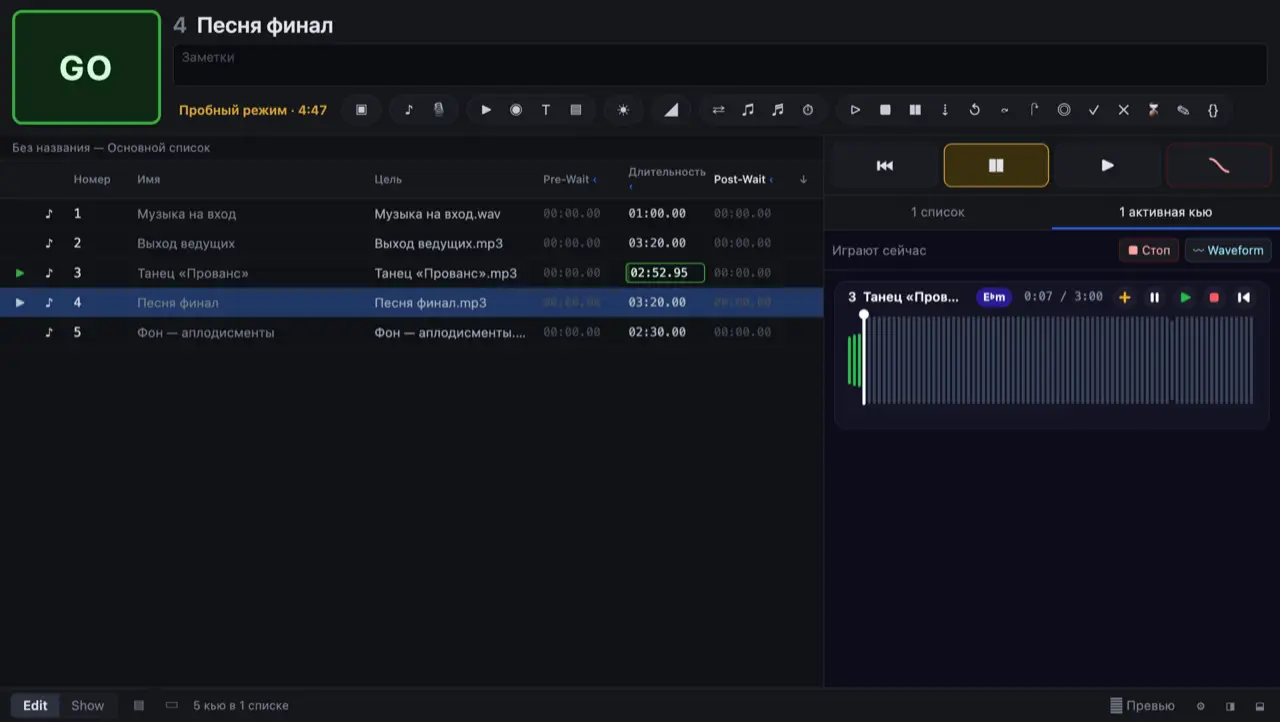 GO
4 Песня финал
Заметки
Пробный режим · 4:47
T
{}
Без названия — Основной список
Номер Имя Цель Pre-Wait Длительность Post-Wait
1 Музыка на вход Музыка на вход.wav 00:00.00 01:00.00 00:00.00
2 Выход ведущих Выход ведущих.mp3 00:00.00 03:20.00 00:00.00
3 Танец «Прованс» Танец «Прованс».mp3 00:00.00 02:52.95 00:00.00
4 Песня финал Песня финал.mp3 00:00.00 03:20.00 00:00.00
5 Фон — аплодисменты Фон — аплодисменты.... 00:00.00 02:30.00 00:00.00
1 список 1 активная кью
Играют сейчас Стоп Waveform
3 Танец «Пров... E♭m 0:07 / 3:00
Edit Show 5 кью в 1 списке Превью